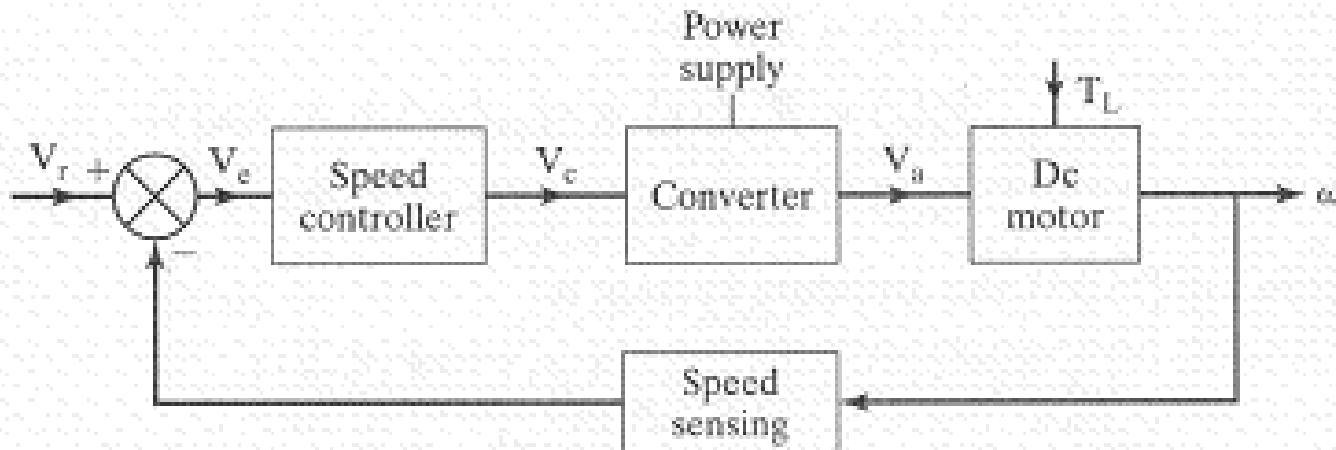 Power
supply
T_L
V_r
+
V_e
Speed
controller
V_c
Converter
V_a
Dc
motor
ω
−
Speed
sensing